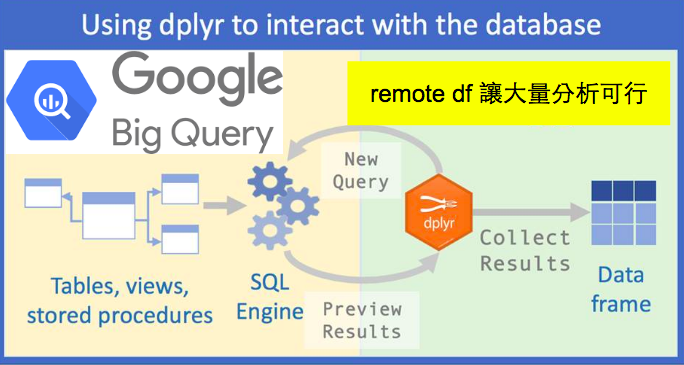 Using dplyr to interact with the database
Google
Big Query
remote df 讓大量分析可行
New
Query
dplyr
Collect
Results
Tables, views,
stored procedures
SQL
Engine
Preview
Results
Data
frame